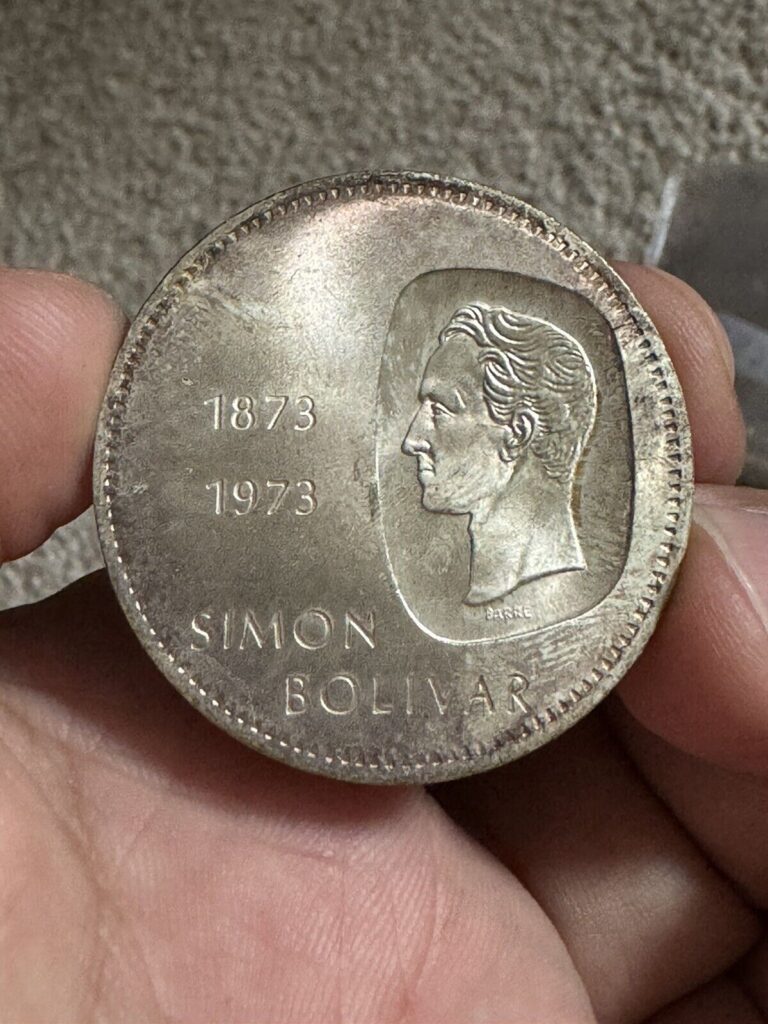 1873
1973
SIMON
BOLIVAR
BARRE